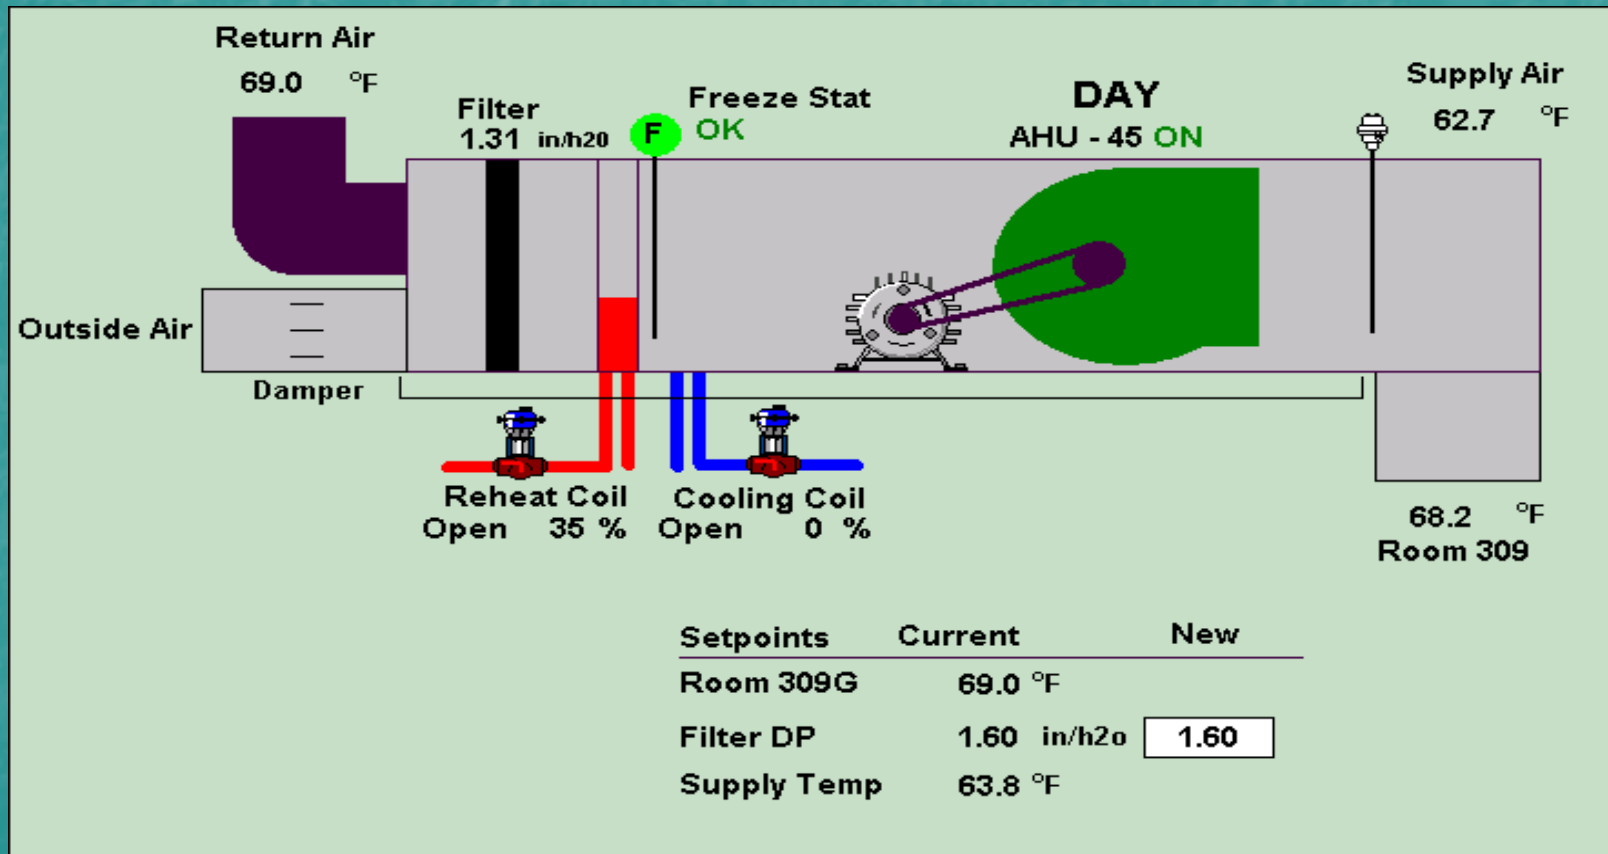 Return Air
69.0 °F
Filter
1.31 in/h20
F
Freeze Stat
OK
DAY
AHU - 45 ON
Supply Air
62.7 °F
Outside Air
Damper
Reheat Coil
Open 35 %
Cooling Coil
Open 0 %
68.2 °F
Room 309
Setpoints Current New
Room 309G 69.0 °F
Filter DP 1.60 in/h2o 1.60
Supply Temp 63.8 °F